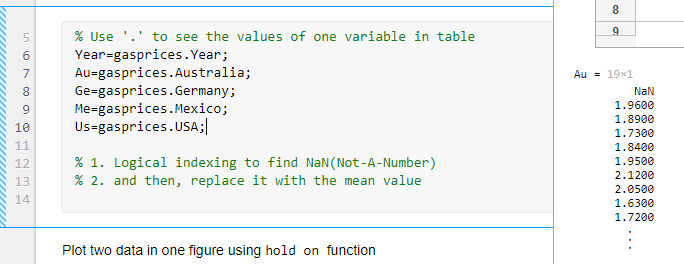 5 % Use '.' to see the values of one variable in table
6 Year=gasprices.Year;
7 Au=gasprices.Australia;
8 Ge=gasprices.Germany;
9 Me=gasprices.Mexico;
10 Us=gasprices.USA;
11
12 % 1. Logical indexing to find NaN(Not-A-Number)
13 % 2. and then, replace it with the mean value
14
Plot two data in one figure using hold on function
8
9
Au = 19×1
NaN
1.9600
1.8900
1.7300
1.8400
1.9500
2.1200
2.0500
1.6300
1.7200
⋮